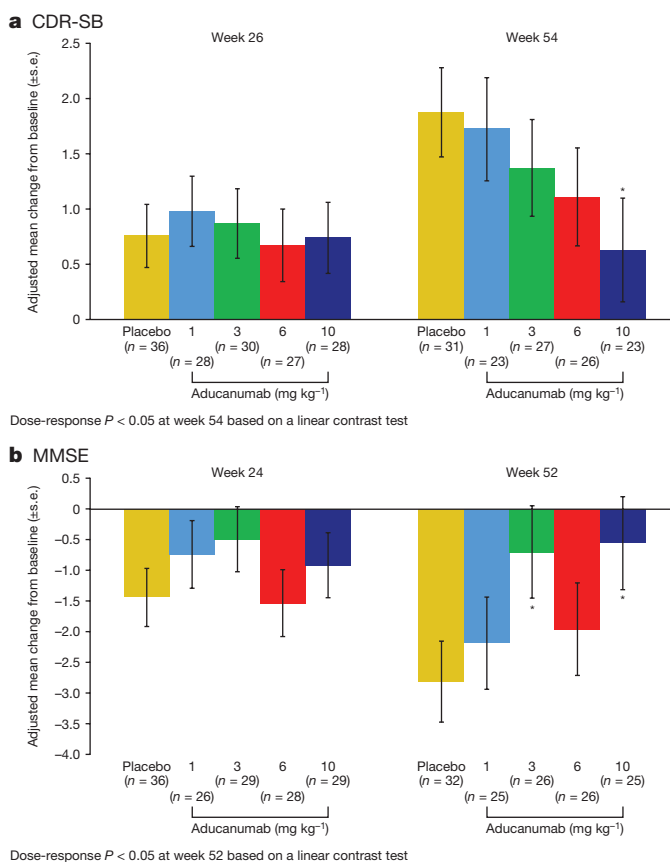 a CDR-SB
Week 26 Week 54
Adjusted mean change from baseline (±s.e.)
2.5
2.0
1.5
1.0
0.5
0
*
Placebo 1 3 6 10 Placebo 1 3 6 10
(n = 36) (n = 30) (n = 28) (n = 31) (n = 27) (n = 23)
(n = 28) (n = 27) (n = 23) (n = 26)
Aducanumab (mg kg⁻¹) Aducanumab (mg kg⁻¹)
Dose-response P < 0.05 at week 54 based on a linear contrast test
b MMSE
Week 24 Week 52
Adjusted mean change from baseline (±s.e.)
0.5
0
−0.5
−1.0
−1.5
−2.0
−2.5
−3.0
−3.5
−4.0
* *
Placebo 1 3 6 10 Placebo 1 3 6 10
(n = 36) (n = 29) (n = 29) (n = 32) (n = 26) (n = 25)
(n = 26) (n = 28) (n = 25) (n = 26)
Aducanumab (mg kg⁻¹) Aducanumab (mg kg⁻¹)
Dose-response P < 0.05 at week 52 based on a linear contrast test